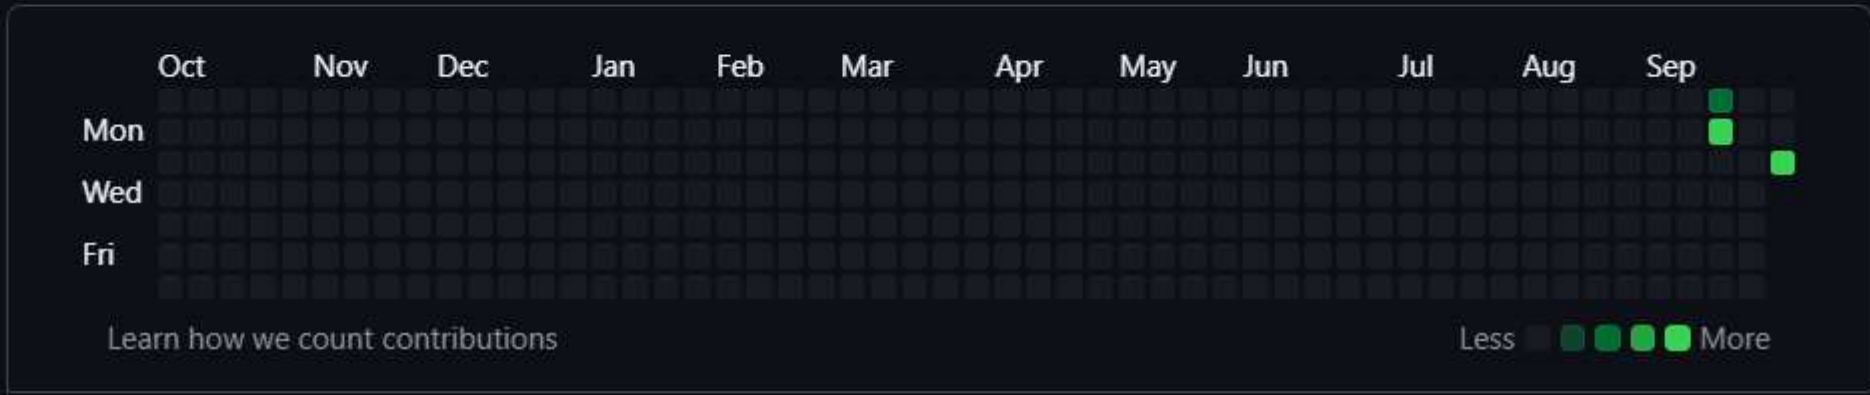 Oct Nov Dec Jan Feb Mar Apr May Jun Jul Aug Sep
Mon
Wed
Fri
Learn how we count contributions
Less More